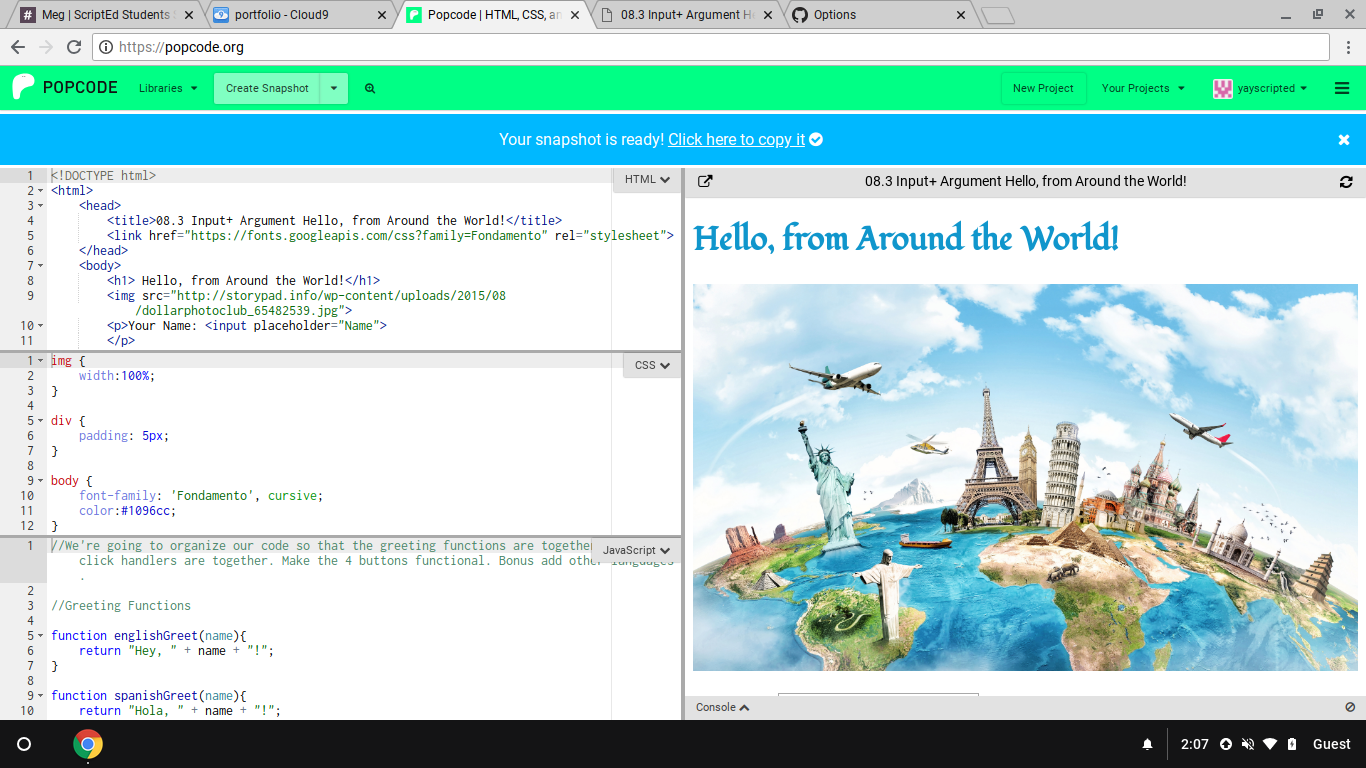 Meg | ScriptEd Students
portfolio - Cloud9
Popcode | HTML, CSS, an
08.3 Input+ Argument H
Options
https://popcode.org
POPCODE
Libraries
Create Snapshot
New Project
Your Projects
yayscripted
Your snapshot is ready! Click here to copy it
HTML
1 <!DOCTYPE html>
2 <html>
3 <head>
4 <title>08.3 Input+ Argument Hello, from Around the World!</title>
5 <link href="https://fonts.googleapis.com/css?family=Fondamento" rel="stylesheet">
6 </head>
7 <body>
8 <h1> Hello, from Around the World!</h1>
9 <img src="http://storypad.info/wp-content/uploads/2015/08
/dollarphotoclub_65482539.jpg">
10 <p>Your Name: <input placeholder="Name">
11 </p>
CSS
1 img {
2 width:100%;
3 }
4
5 div {
6 padding: 5px;
7 }
8
9 body {
10 font-family: 'Fondamento', cursive;
11 color:#1096cc;
12 }
JavaScript
1 //We're going to organize our code so that the greeting functions are together
click handlers are together. Make the 4 buttons functional. Bonus add other languages
.
2
3 //Greeting Functions
4
5 function englishGreet(name){
6 return "Hey, " + name + "!";
7 }
8
9 function spanishGreet(name){
10 return "Hola, " + name + "!";
08.3 Input+ Argument Hello, from Around the World!
Hello, from Around the World!
Console
2:07
Guest